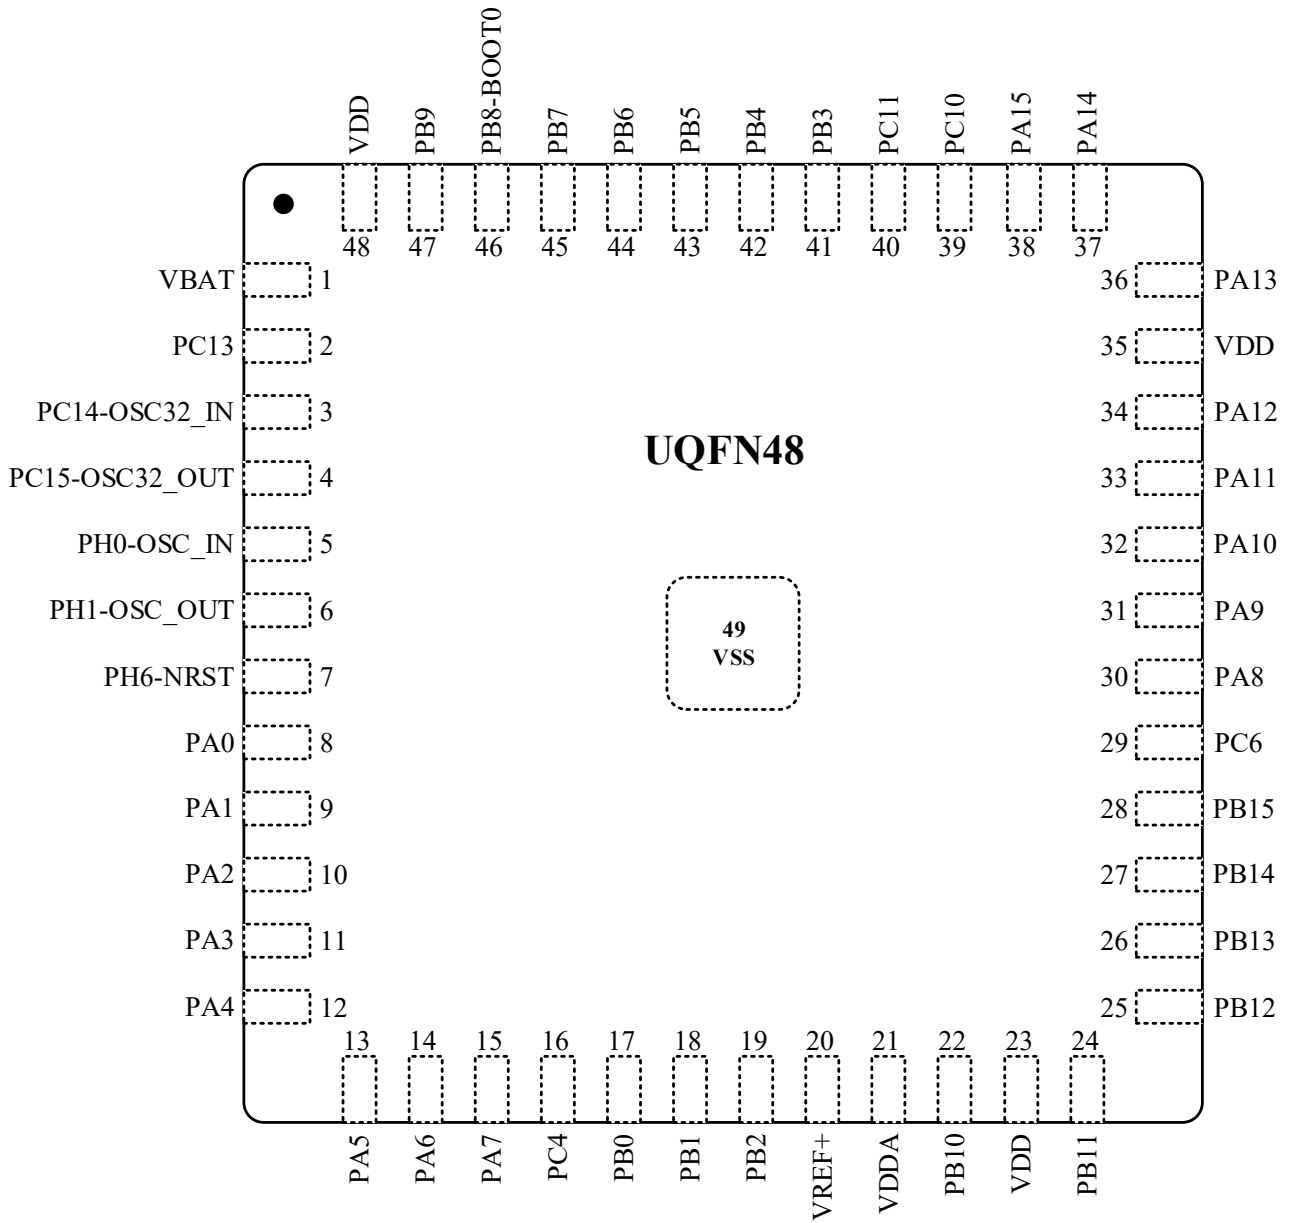 VDD PB9 PB8-BOOT0 PB7 PB6 PB5 PB4 PB3 PC11 PC10 PA15 PA14
48 47 46 45 44 43 42 41 40 39 38 37
VBAT 1 36 PA13
PC13 2 35 VDD
PC14-OSC32_IN 3 34 PA12
UQFN48
PC15-OSC32_OUT 4 33 PA11
PH0-OSC_IN 5 32 PA10
PH1-OSC_OUT 6 31 PA9
49
VSS
PH6-NRST 7 30 PA8
PA0 8 29 PC6
PA1 9 28 PB15
PA2 10 27 PB14
PA3 11 26 PB13
PA4 12 25 PB12
13 14 15 16 17 18 19 20 21 22 23 24
PA5 PA6 PA7 PC4 PB0 PB1 PB2 VREF+ VDDA PB10 VDD PB11